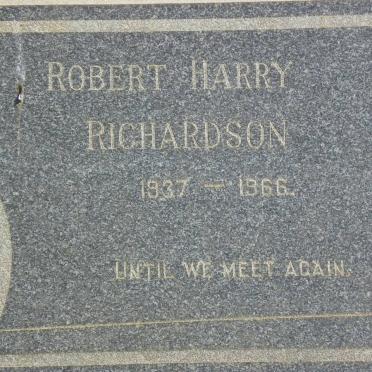 ROBERT HARRY
RICHARDSON
1937 — 1966.
UNTIL WE MEET AGAIN.